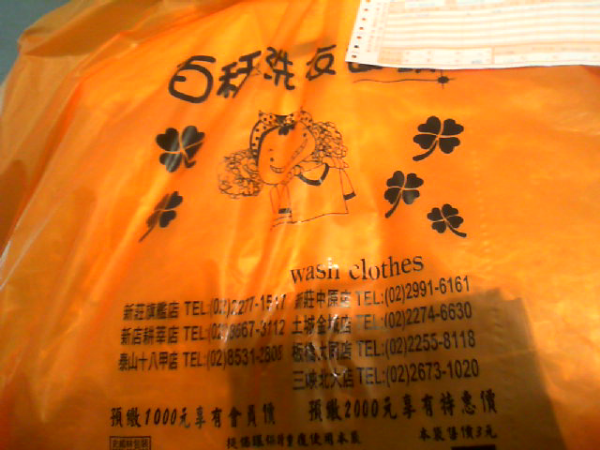 百種洗衣
wash clothes
新莊旗艦店 TEL:(02)2277-15 新莊中原店 TEL:(02)2991-6161
新店耕莘店 TEL:(02)8667-3112 土城金城店 TEL:(02)2274-6630
泰山十八甲店 TEL:(02)8531-2806 板橋大同店 TEL:(02)2255-8118
三峽北大店 TEL:(02)2673-1020
預繳1000元享有會員價 預繳2000元享有特惠價
本袋售價3元